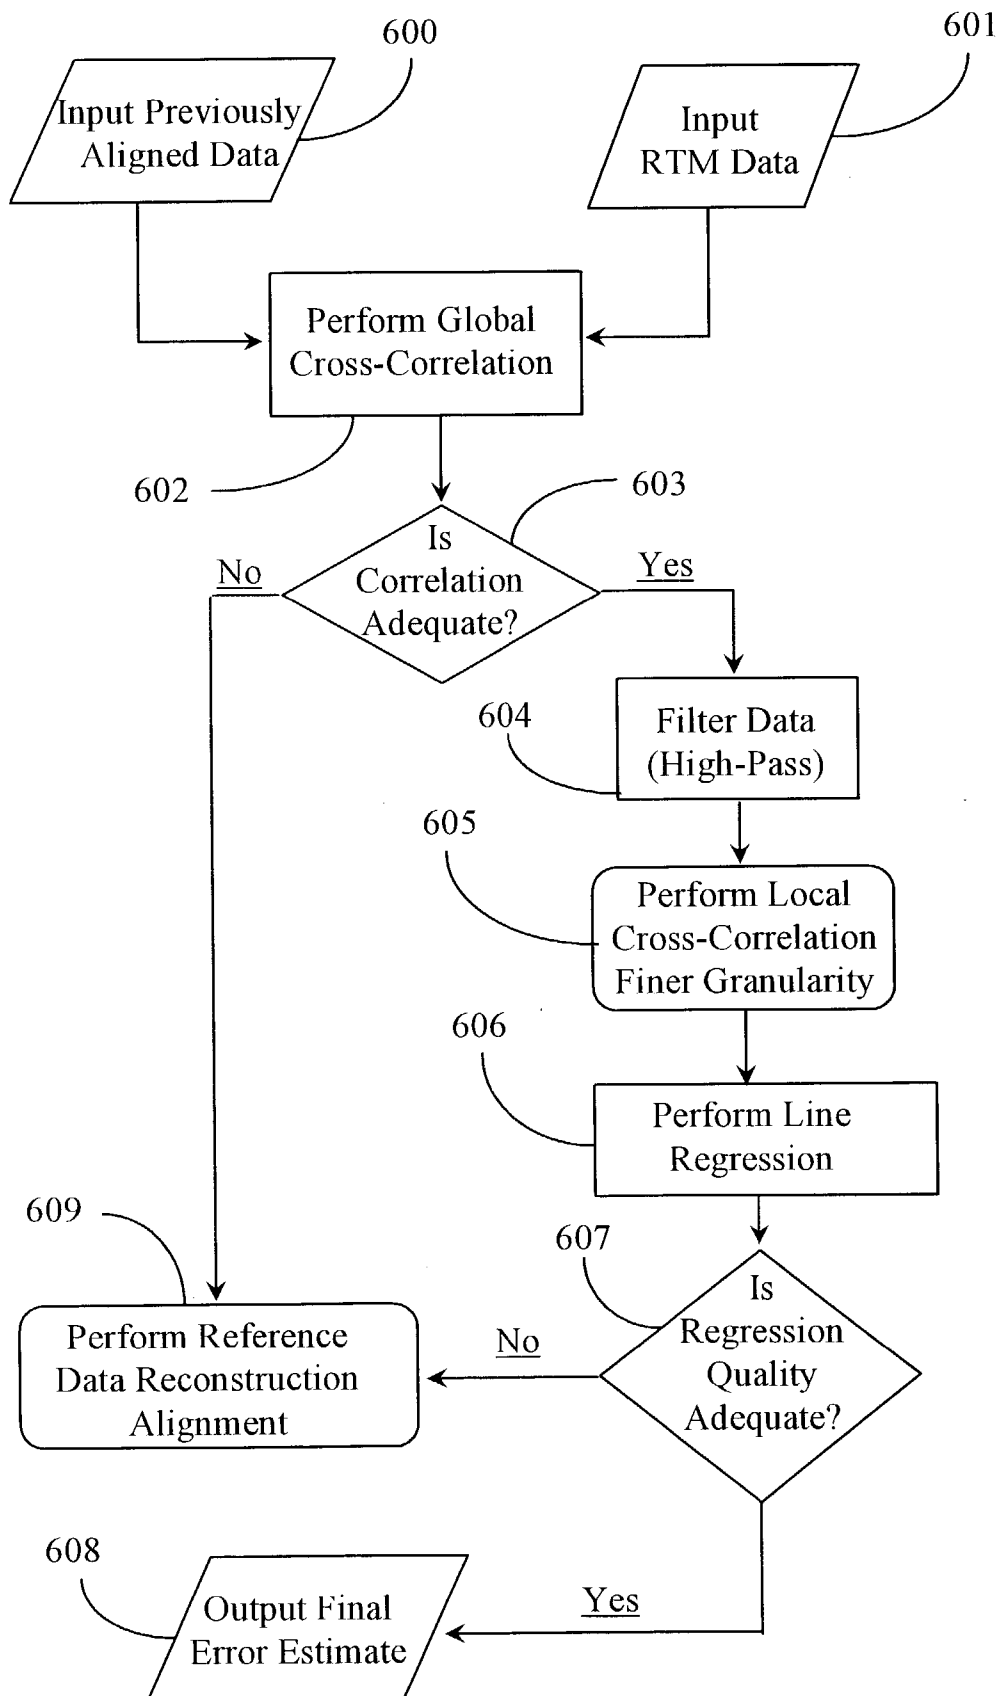 600
601
Input Previously
Aligned Data
Input
RTM Data
Perform Global
Cross-Correlation
602
603
Is
Correlation
Adequate?
No
Yes
604
Filter Data
(High-Pass)
605
Perform Local
Cross-Correlation
Finer Granularity
606
Perform Line
Regression
609
607
Is
Regression
Quality
Adequate?
No
Perform Reference
Data Reconstruction
Alignment
608
Yes
Output Final
Error Estimate